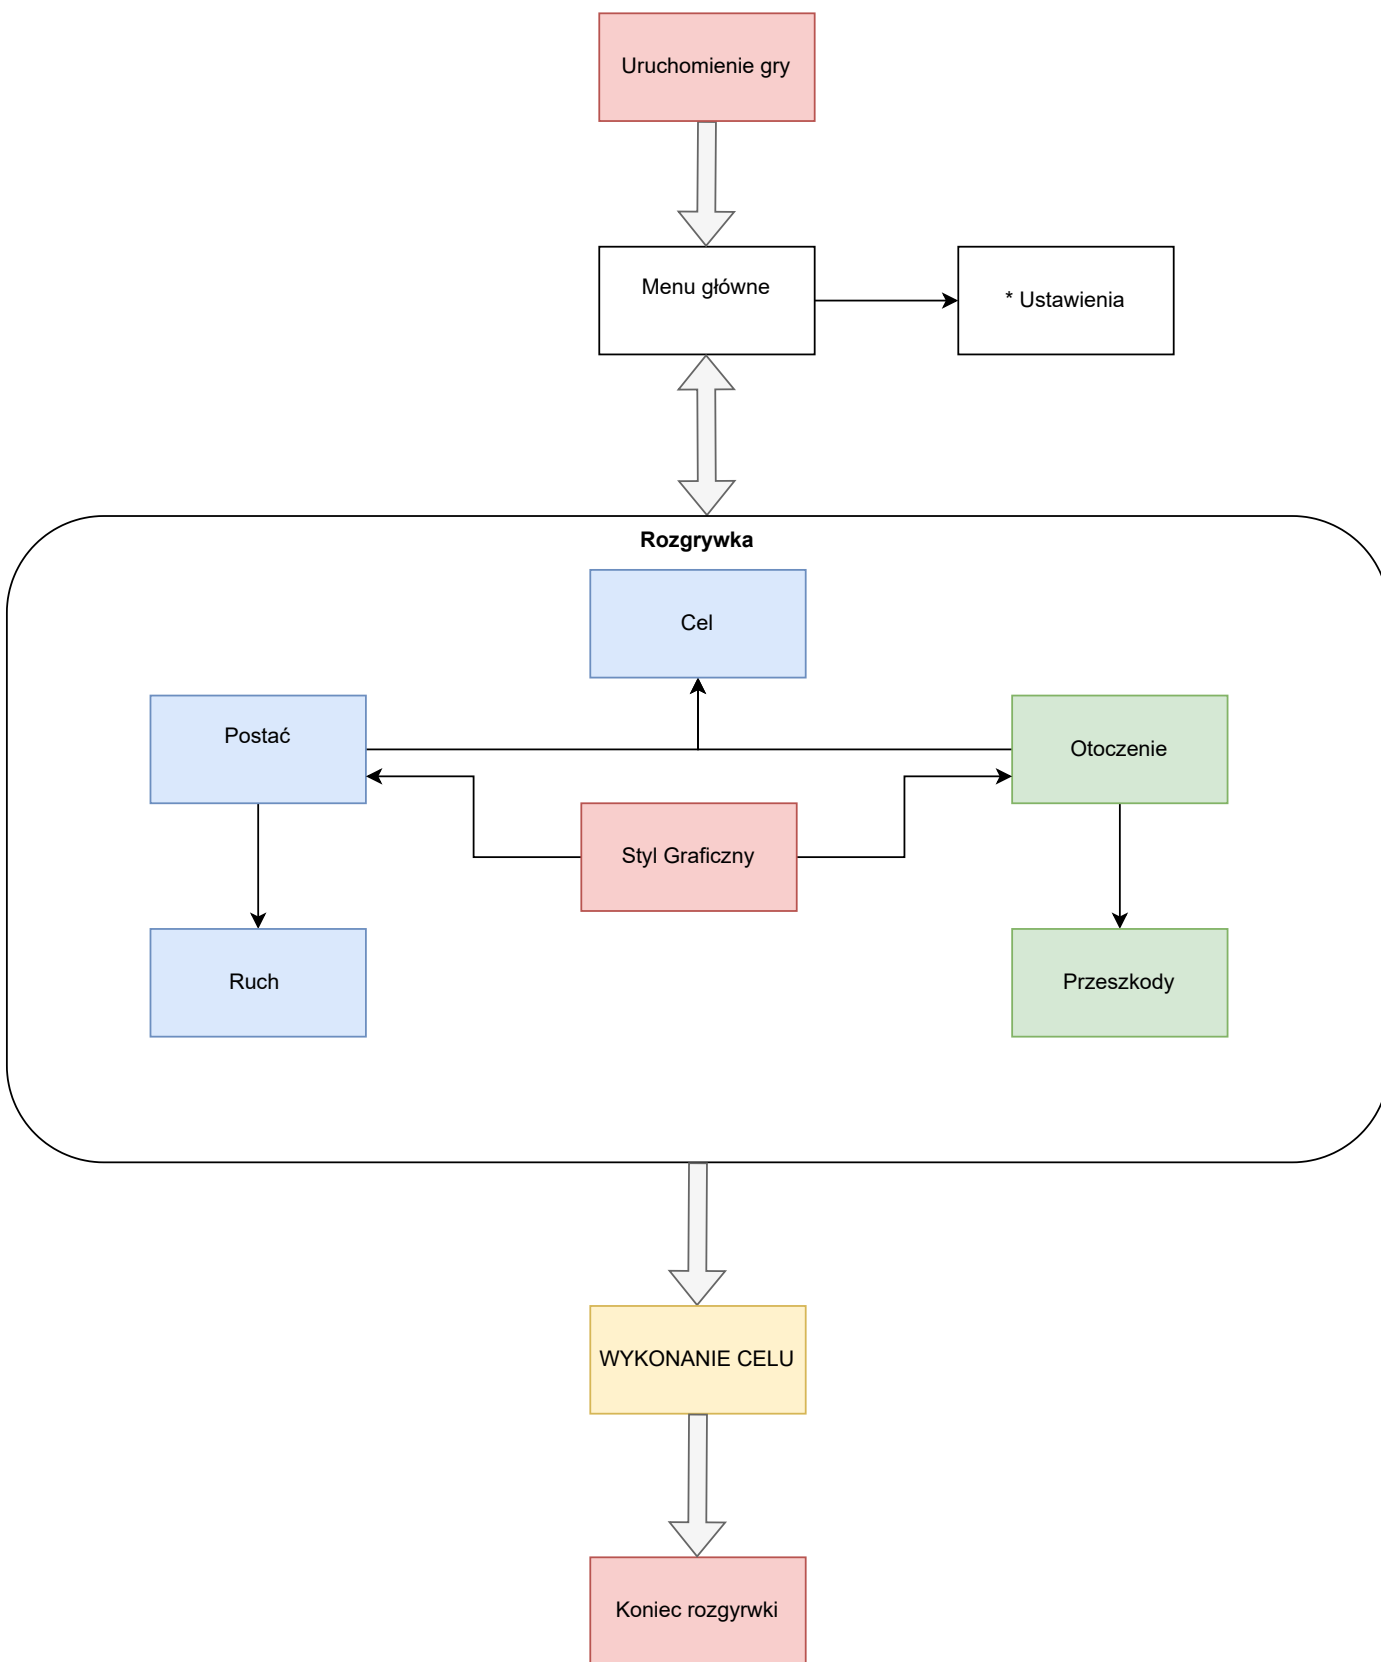 Uruchomienie gry
Menu główne
* Ustawienia
Rozgrywka
Cel
Postać
Otoczenie
Styl Graficzny
Ruch
Przeszkody
WYKONANIE CELU
Koniec rozgyrwki